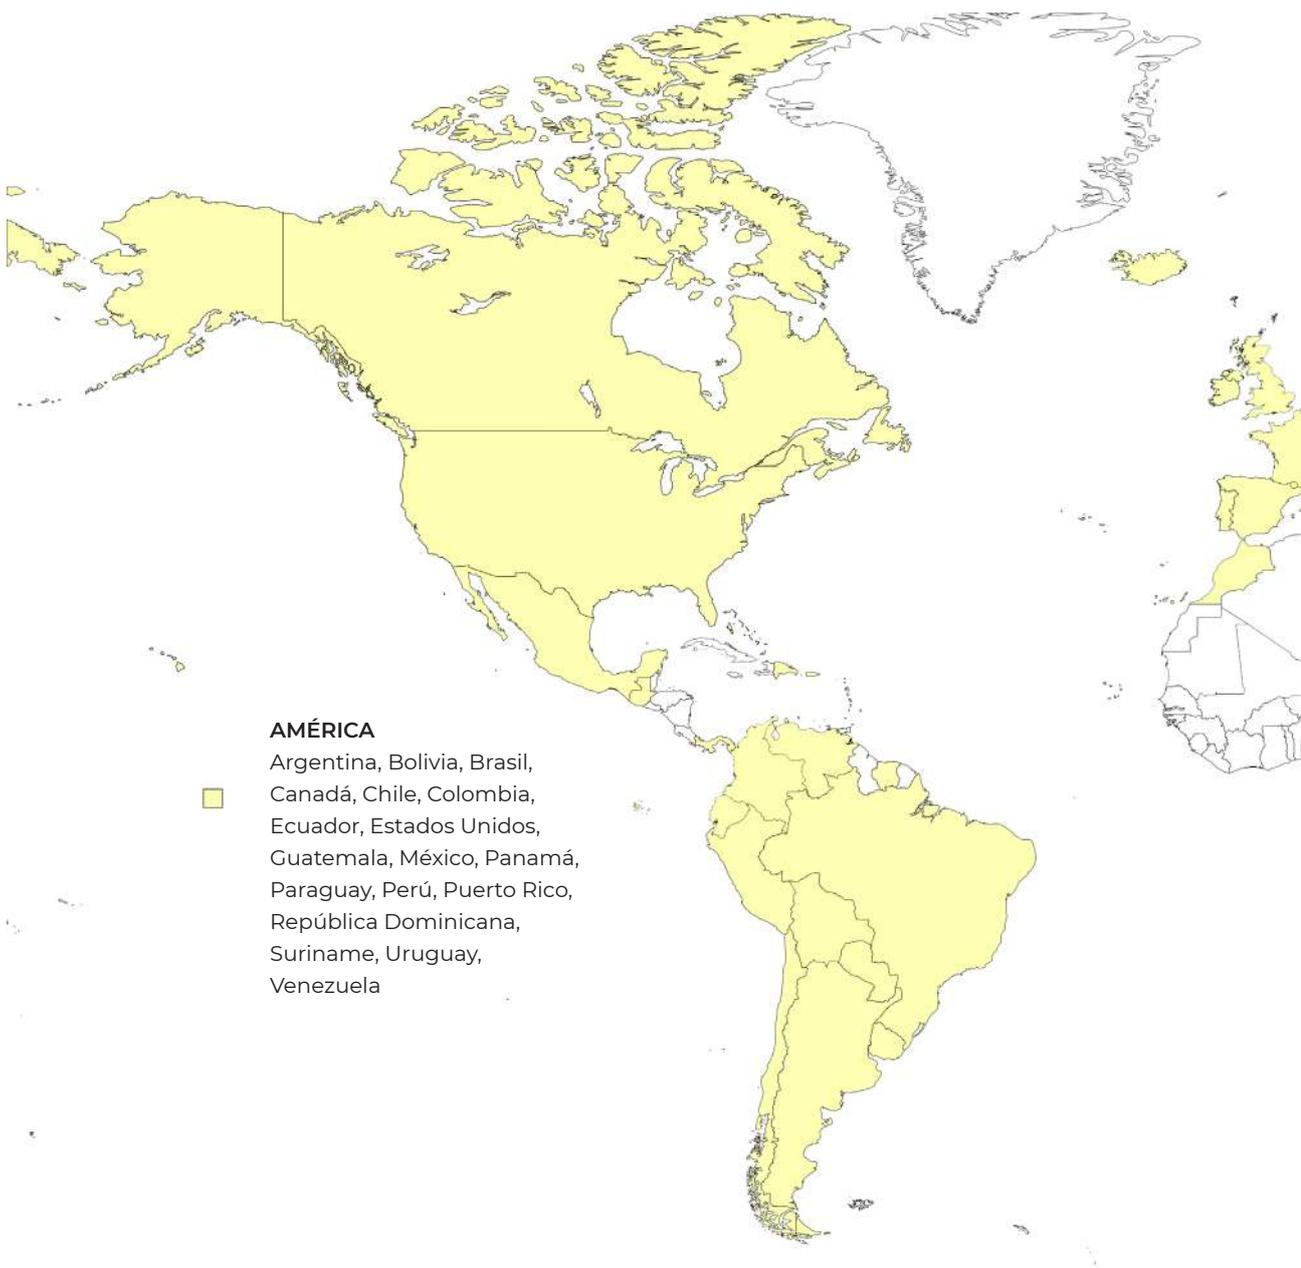 AMÉRICA
Argentina, Bolivia, Brasil,
Canadá, Chile, Colombia,
Ecuador, Estados Unidos,
Guatemala, México, Panamá,
Paraguay, Perú, Puerto Rico,
República Dominicana,
Suriname, Uruguay,
Venezuela